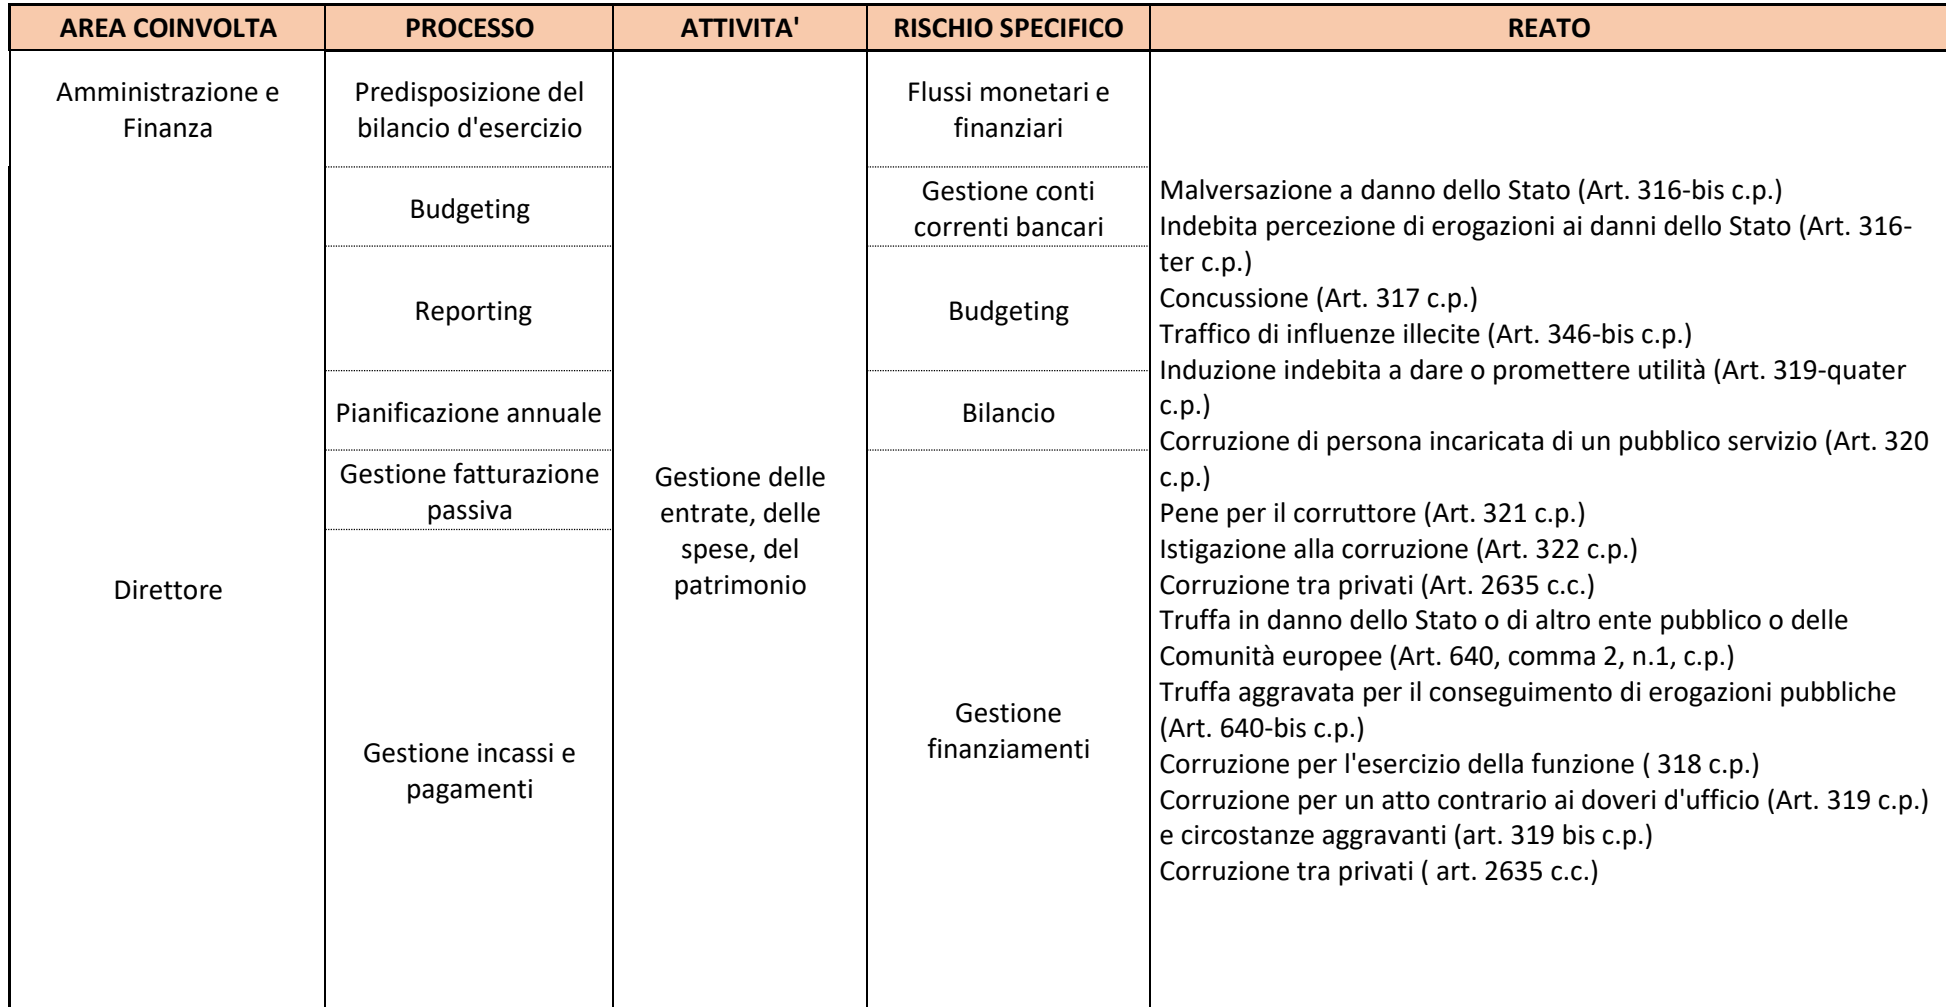 AREA COINVOLTA
PROCESSO
ATTIVITA'
RISCHIO SPECIFICO
REATO
Amministrazione e
Finanza
Direttore
Predisposizione del
bilancio d'esercizio
Budgeting
Reporting
Pianificazione annuale
Gestione fatturazione
passiva
Gestione incassi e
pagamenti
Gestione delle
entrate, delle
spese, del
patrimonio
Flussi monetari e
finanziari
Gestione conti
correnti bancari
Budgeting
Bilancio
Gestione
finanziamenti
Malversazione a danno dello Stato (Art. 316-bis c.p.)
Indebita percezione di erogazioni ai danni dello Stato (Art. 316-
ter c.p.)
Concussione (Art. 317 c.p.)
Traffico di influenze illecite (Art. 346-bis c.p.)
Induzione indebita a dare o promettere utilità (Art. 319-quater
c.p.)
Corruzione di persona incaricata di un pubblico servizio (Art. 320
c.p.)
Pene per il corruttore (Art. 321 c.p.)
Istigazione alla corruzione (Art. 322 c.p.)
Corruzione tra privati (Art. 2635 c.c.)
Truffa in danno dello Stato o di altro ente pubblico o delle
Comunità europee (Art. 640, comma 2, n.1, c.p.)
Truffa aggravata per il conseguimento di erogazioni pubbliche
(Art. 640-bis c.p.)
Corruzione per l'esercizio della funzione ( 318 c.p.)
Corruzione per un atto contrario ai doveri d'ufficio (Art. 319 c.p.)
e circostanze aggravanti (art. 319 bis c.p.)
Corruzione tra privati ( art. 2635 c.c.)